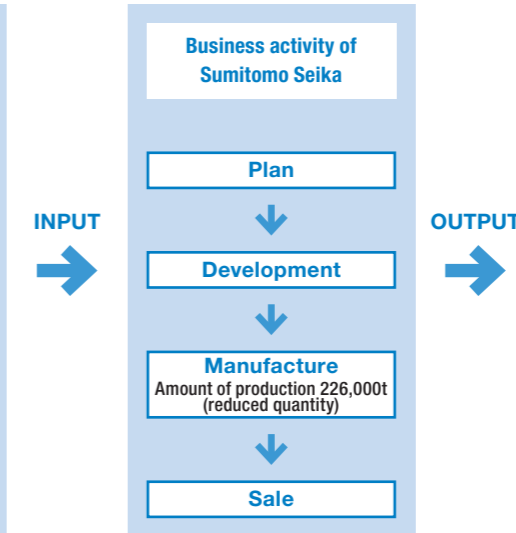 Business activity of
Sumitomo Seika
Plan
INPUT
OUTPUT
Development
Manufacture
Amount of production 226,000t
(reduced quantity)
Sale